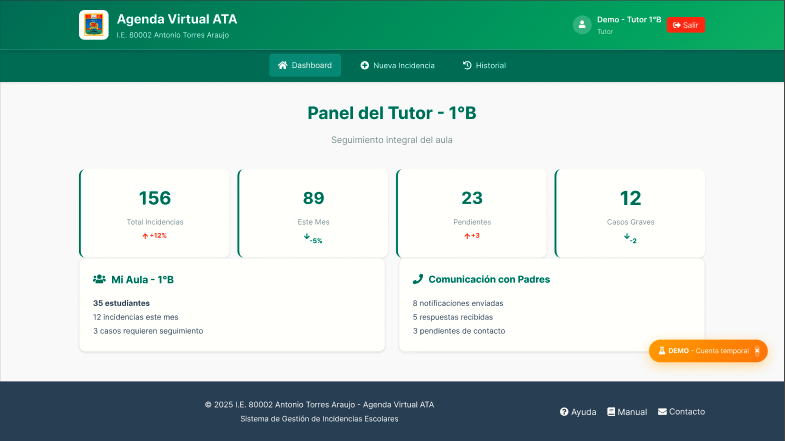 Agenda Virtual ATA
I.E. 80002 Antonio Torres Araujo
Demo - Tutor 1°B
Tutor
Salir
Dashboard
Nueva Incidencia
Historial
Panel del Tutor - 1°B
Seguimiento integral del aula
156
Total Incidencias
+12%
89
Este Mes
-5%
23
Pendientes
+3
12
Casos Graves
-2
Mi Aula - 1°B
35 estudiantes
12 incidencias este mes
3 casos requieren seguimiento
Comunicación con Padres
8 notificaciones enviadas
5 respuestas recibidas
3 pendientes de contacto
DEMO - Cuenta temporal
© 2025 I.E. 80002 Antonio Torres Araujo - Agenda Virtual ATA
Sistema de Gestión de Incidencias Escolares
Ayuda
Manual
Contacto